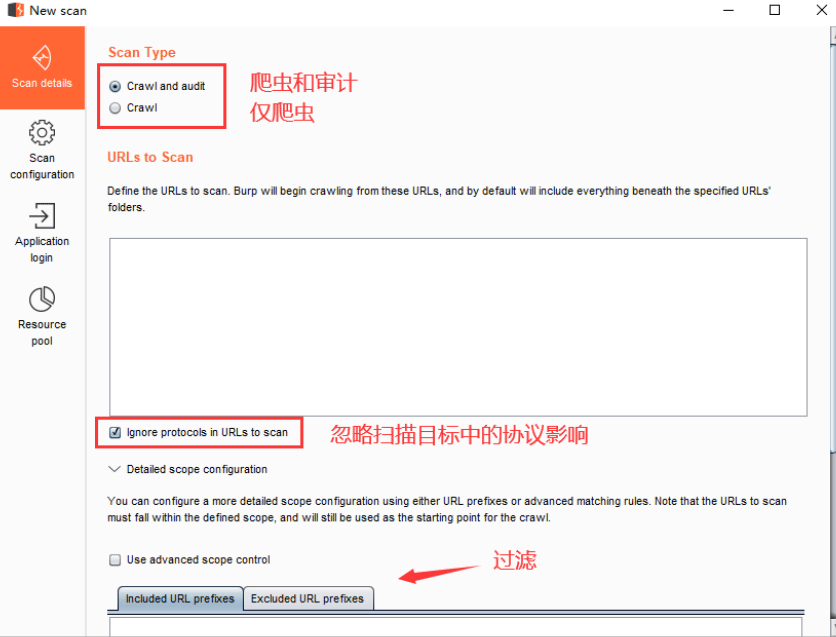 New scan
Scan details
Scan
configuration
Application
login
Resource
pool
Scan Type
Crawl and audit
爬虫和审计
Crawl
仅爬虫
URLs to Scan
Define the URLs to scan. Burp will begin crawling from these URLs, and by default will include everything beneath the specified URLs'
folders.
Ignore protocols in URLs to scan
忽略扫描目标中的协议影响
Detailed scope configuration
You can configure a more detailed scope configuration using either URL prefixes or advanced matching rules. Note that the URLs to scan
must fall within the defined scope, and will still be used as the starting point for the crawl.
Use advanced scope control
过滤
Included URL prefixes
Excluded URL prefixes